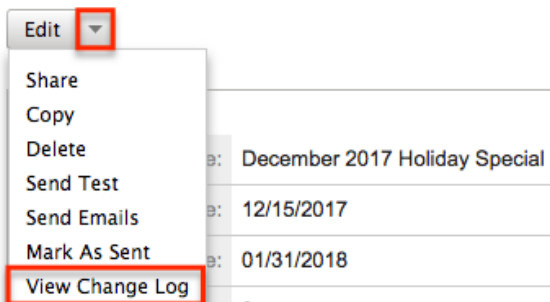 Edit
Share
Copy
Delete
e: December 2017 Holiday Special
Send Test
Send Emails
e: 12/15/2017
Mark As Sent
e: 01/31/2018
View Change Log